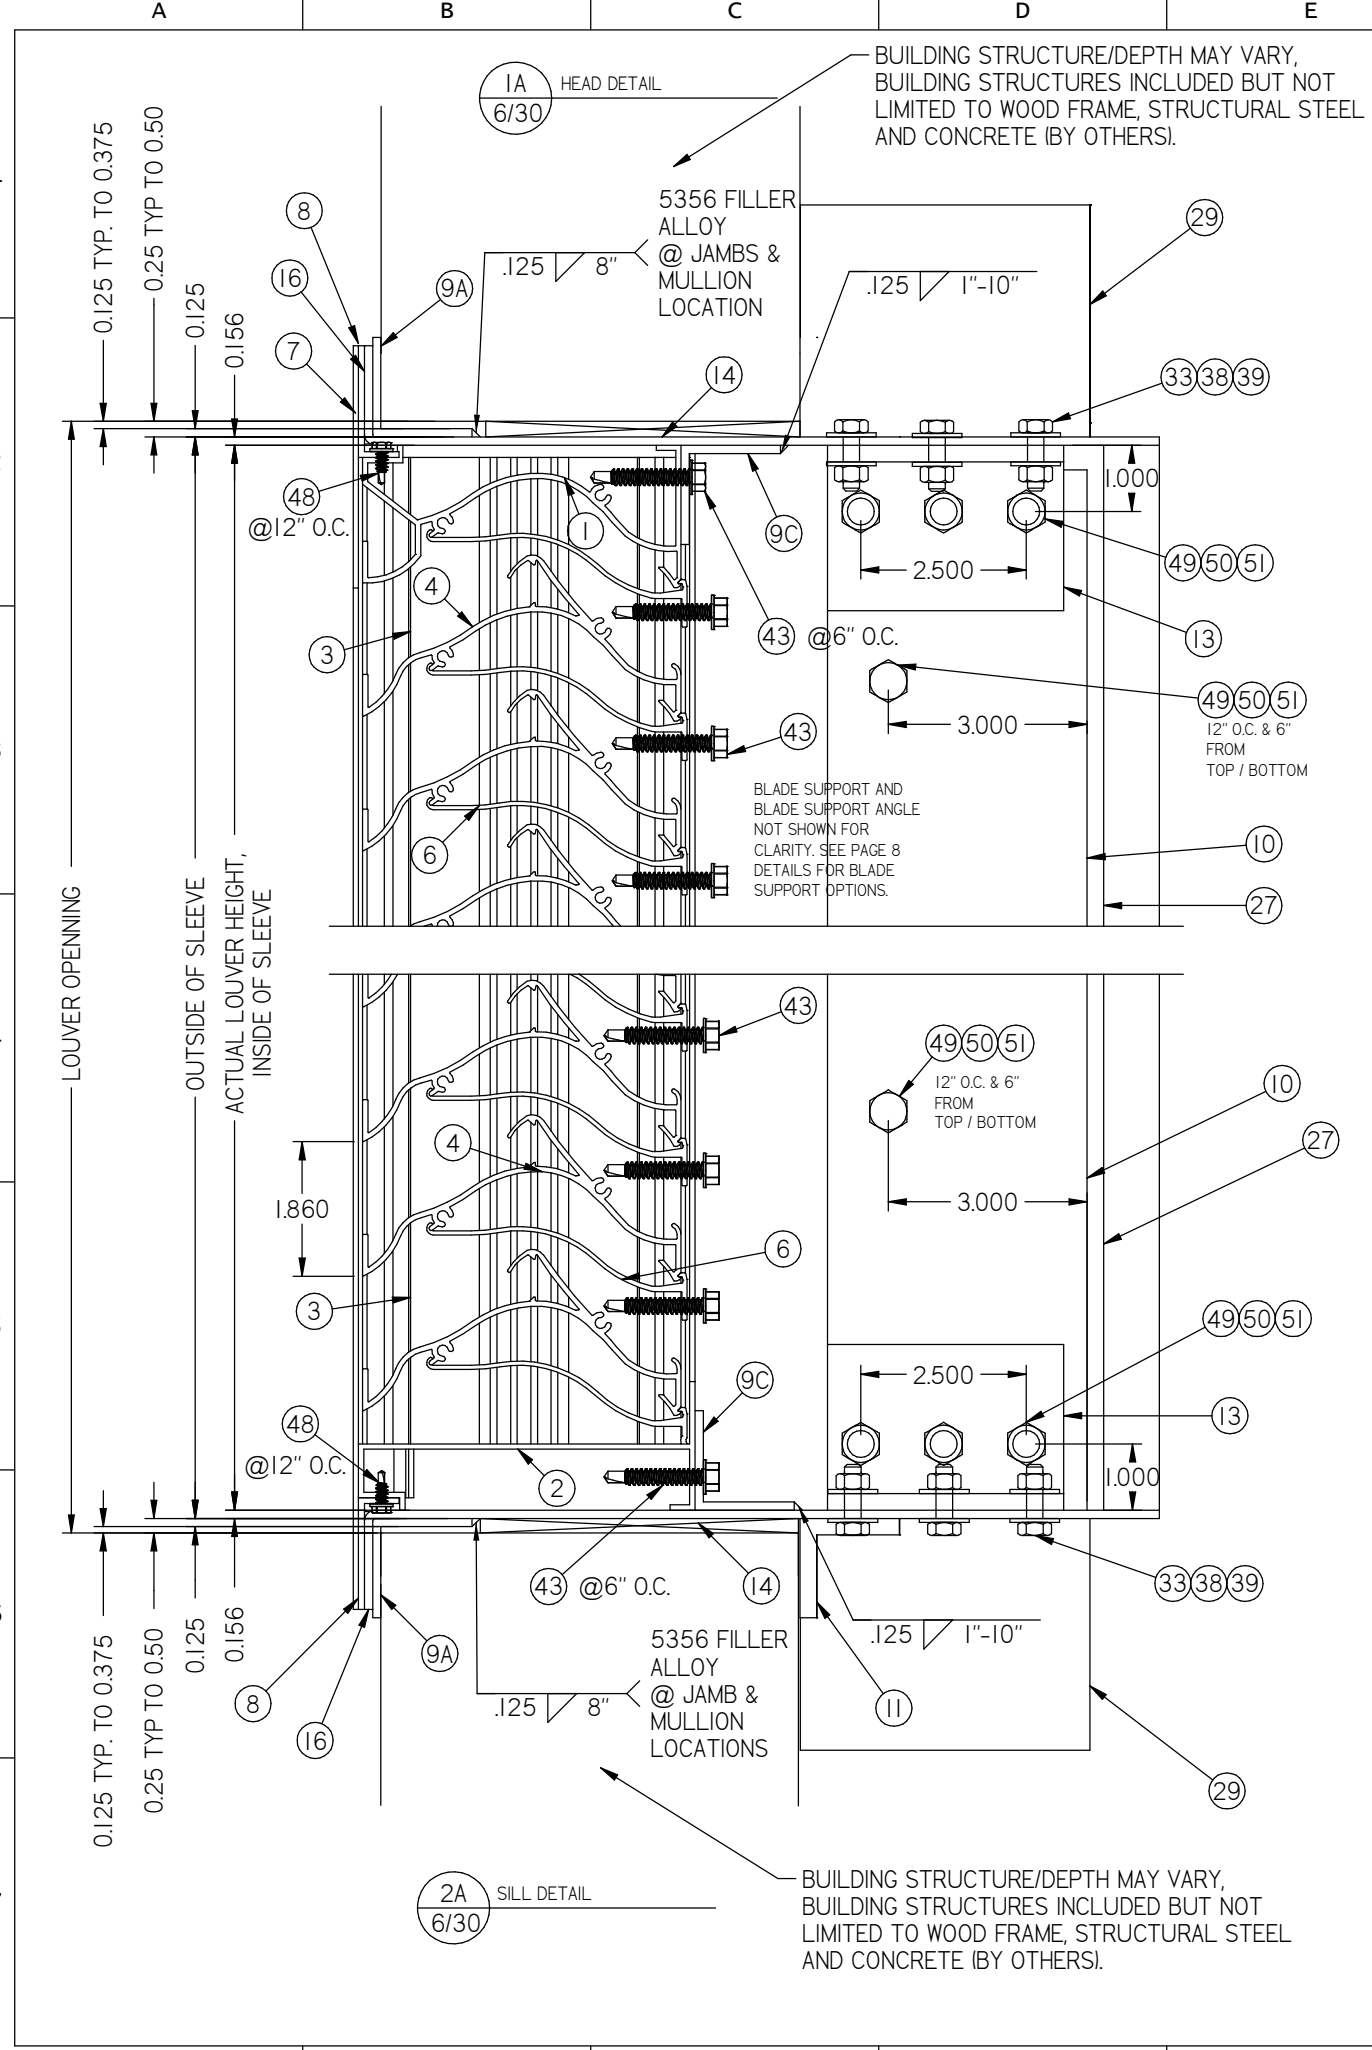 A
B
C
D
E
1A
6/30
HEAD DETAIL
BUILDING STRUCTURE/DEPTH MAY VARY,
BUILDING STRUCTURES INCLUDED BUT NOT
LIMITED TO WOOD FRAME, STRUCTURAL STEEL
AND CONCRETE (BY OTHERS).
0.125 TYP. TO 0.375
0.25 TYP TO 0.50
0.125
0.156
8
16
7
9A
5356 FILLER
ALLOY
@ JAMBS &
MULLION
LOCATION
.125
8"
.125
1"-10"
29
14
33 38 39
48
@12" O.C.
1
9C
1.000
2.500
49 50 51
4
3
43 @6" O.C.
13
49 50 51
12" O.C. & 6"
FROM
TOP / BOTTOM
3.000
43
BLADE SUPPORT AND
BLADE SUPPORT ANGLE
NOT SHOWN FOR
CLARITY. SEE PAGE 8
DETAILS FOR BLADE
SUPPORT OPTIONS.
6
10
27
LOUVER OPENNING
OUTSIDE OF SLEEVE
ACTUAL LOUVER HEIGHT,
INSIDE OF SLEEVE
43
49 50 51
12" O.C. & 6"
FROM
TOP / BOTTOM
10
27
4
1.860
3.000
6
3
49 50 51
2.500
9C
13
48
@12" O.C.
2
1.000
43 @6" O.C.
14
33 38 39
0.125 TYP. TO 0.375
0.25 TYP TO 0.50
0.125
0.156
8
16
9A
5356 FILLER
ALLOY
@ JAMB &
MULLION
LOCATIONS
.125
8"
.125
1"-10"
11
29
2A
6/30
SILL DETAIL
BUILDING STRUCTURE/DEPTH MAY VARY,
BUILDING STRUCTURES INCLUDED BUT NOT
LIMITED TO WOOD FRAME, STRUCTURAL STEEL
AND CONCRETE (BY OTHERS).